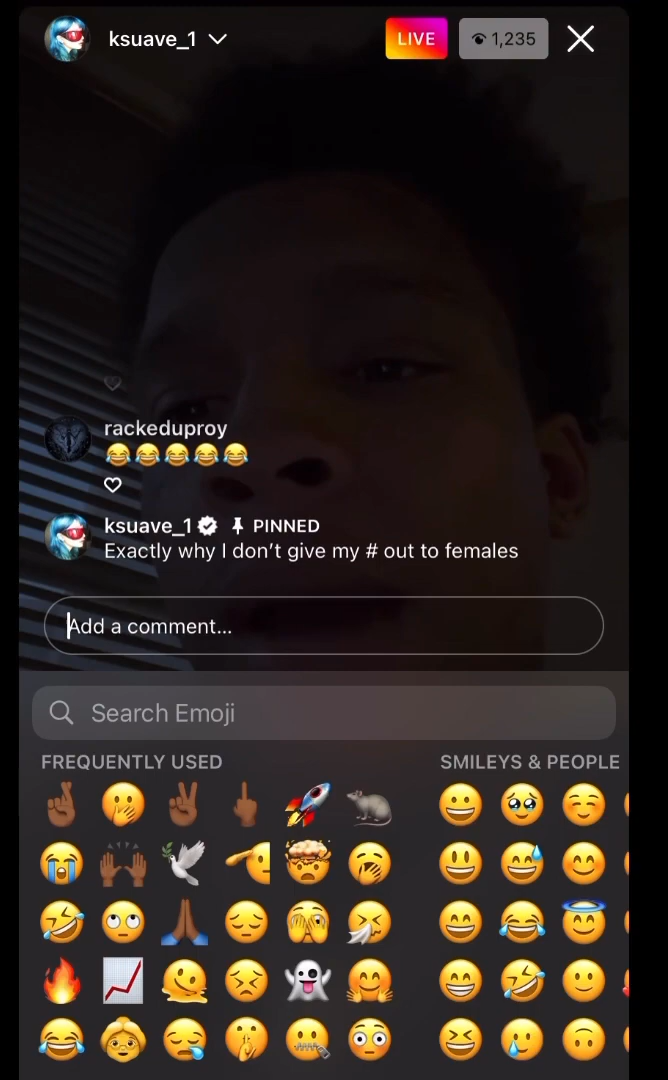 ksuave_1
LIVE
1,235
rackeduproy
😂😂😂😂😂
ksuave_1 PINNED
Exactly why I don't give my # out to females
Add a comment...
Search Emoji
FREQUENTLY USED
SMILEYS & PEOPLE